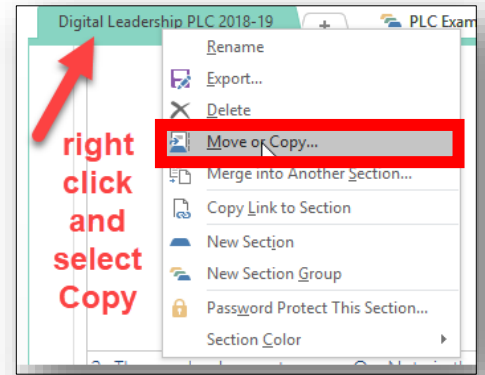 Digital Leadership PLC 2018-19 + PLC Exam
Rename
Export...
Delete
Move or Copy...
Merge into Another Section...
Copy Link to Section
New Section
New Section Group
Password Protect This Section...
Section Color
right
click
and
select
Copy